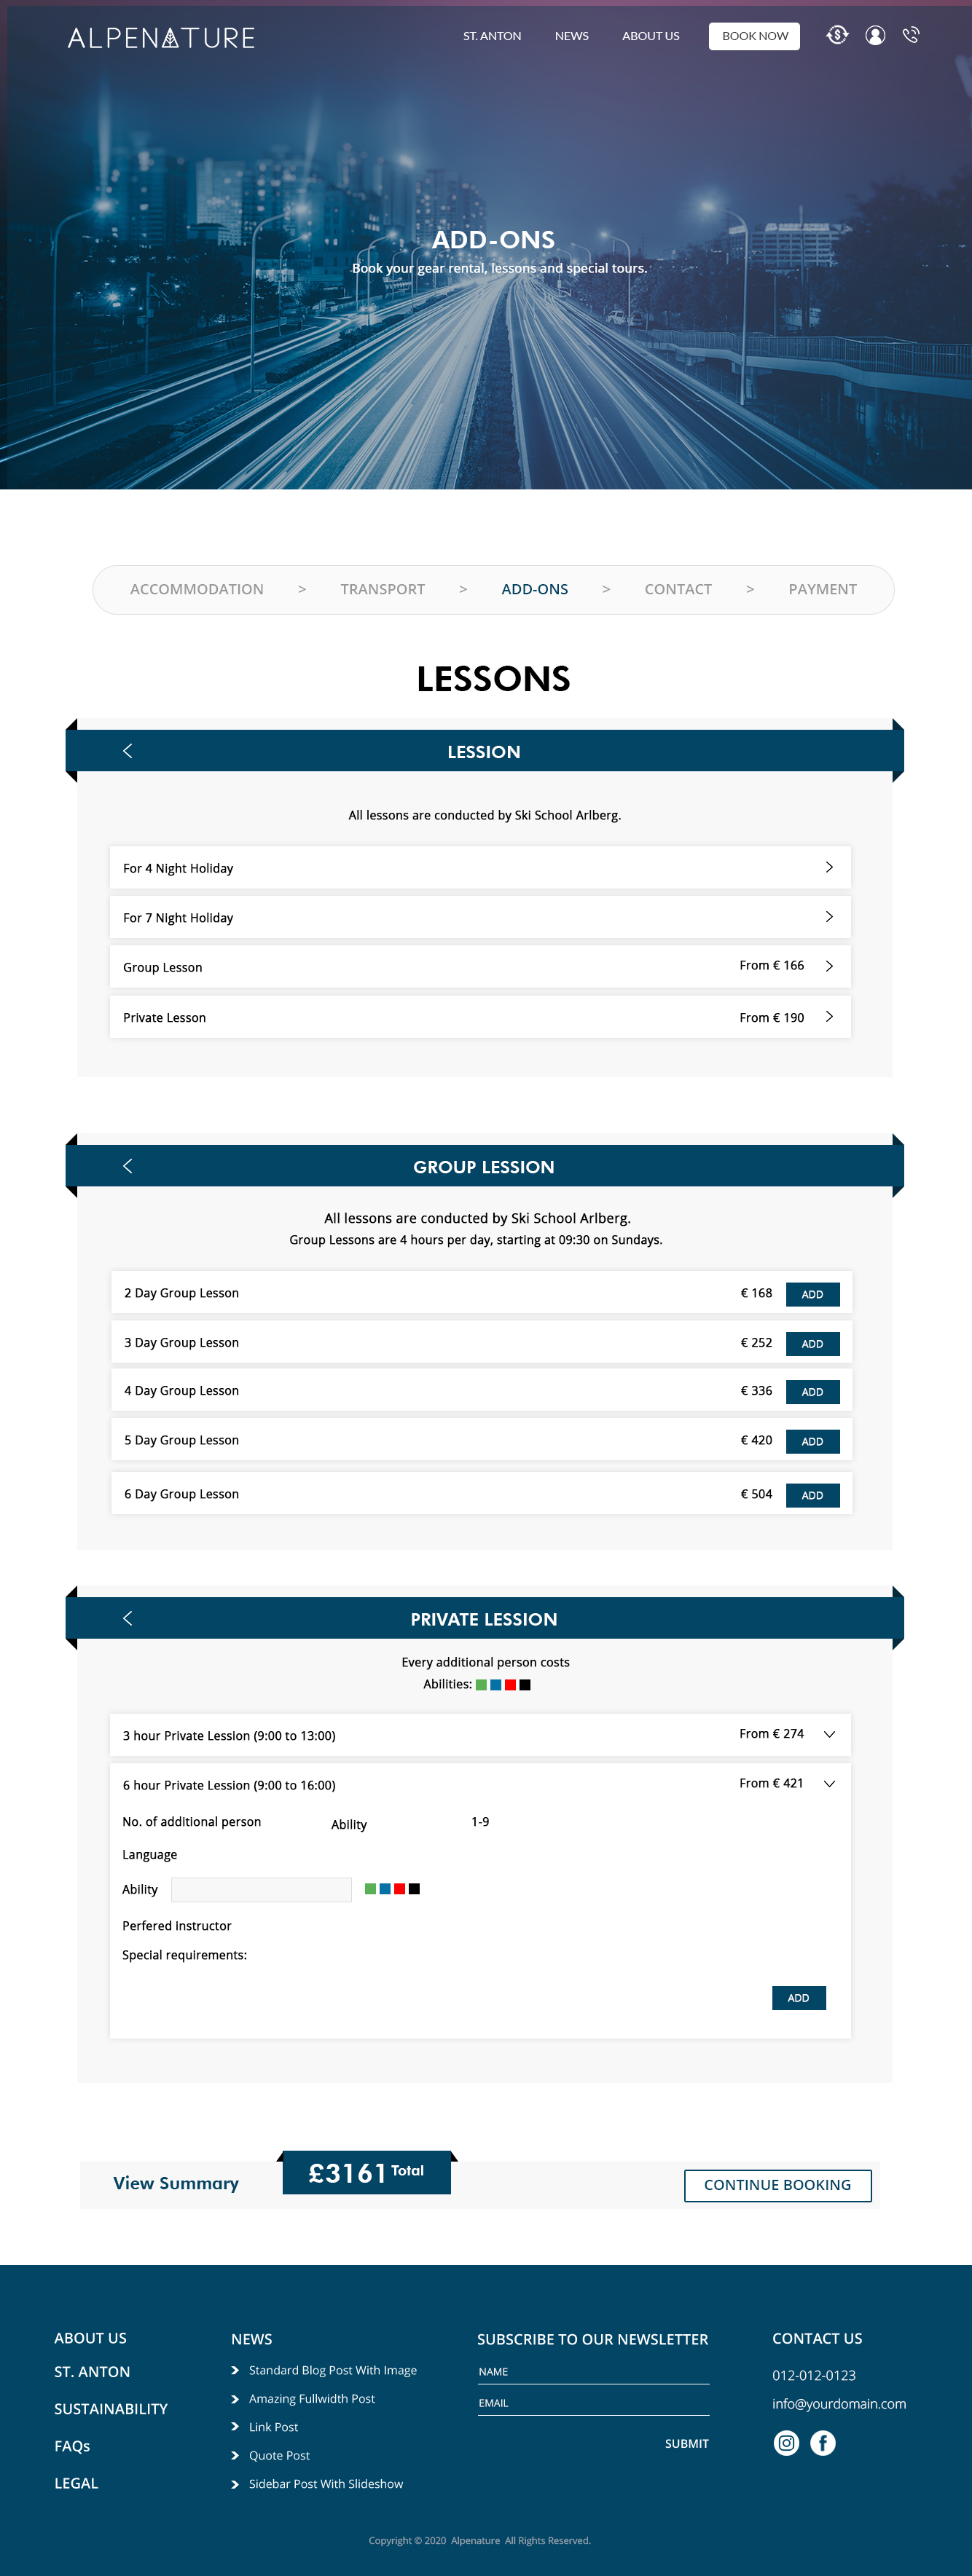 ALPENATURE
ST. ANTON NEWS ABOUT US BOOK NOW
ADD-ONS
Book your gear rental, lessons and special tours.
ACCOMMODATION > TRANSPORT > ADD-ONS > CONTACT > PAYMENT
LESSONS
LESSION
All lessons are conducted by Ski School Arlberg.
For 4 Night Holiday
For 7 Night Holiday
Group Lesson From € 166
Private Lesson From € 190
GROUP LESSION
All lessons are conducted by Ski School Arlberg.
Group Lessons are 4 hours per day, starting at 09:30 on Sundays.
2 Day Group Lesson € 168 ADD
3 Day Group Lesson € 252 ADD
4 Day Group Lesson € 336 ADD
5 Day Group Lesson € 420 ADD
6 Day Group Lesson € 504 ADD
PRIVATE LESSION
Every additional person costs
Abilities:
3 hour Private Lession (9:00 to 13:00) From € 274
6 hour Private Lession (9:00 to 16:00) From € 421
No. of additional person Ability 1-9
Language
Ability
Perfered instructor
Special requirements:
ADD
View Summary £3161 Total CONTINUE BOOKING
ABOUT US
ST. ANTON
SUSTAINABILITY
FAQs
LEGAL
NEWS
Standard Blog Post With Image
Amazing Fullwidth Post
Link Post
Quote Post
Sidebar Post With Slideshow
SUBSCRIBE TO OUR NEWSLETTER
NAME
EMAIL
SUBMIT
CONTACT US
012-012-0123
info@yourdomain.com
Copyright © 2020 Alpenature All Rights Reserved.